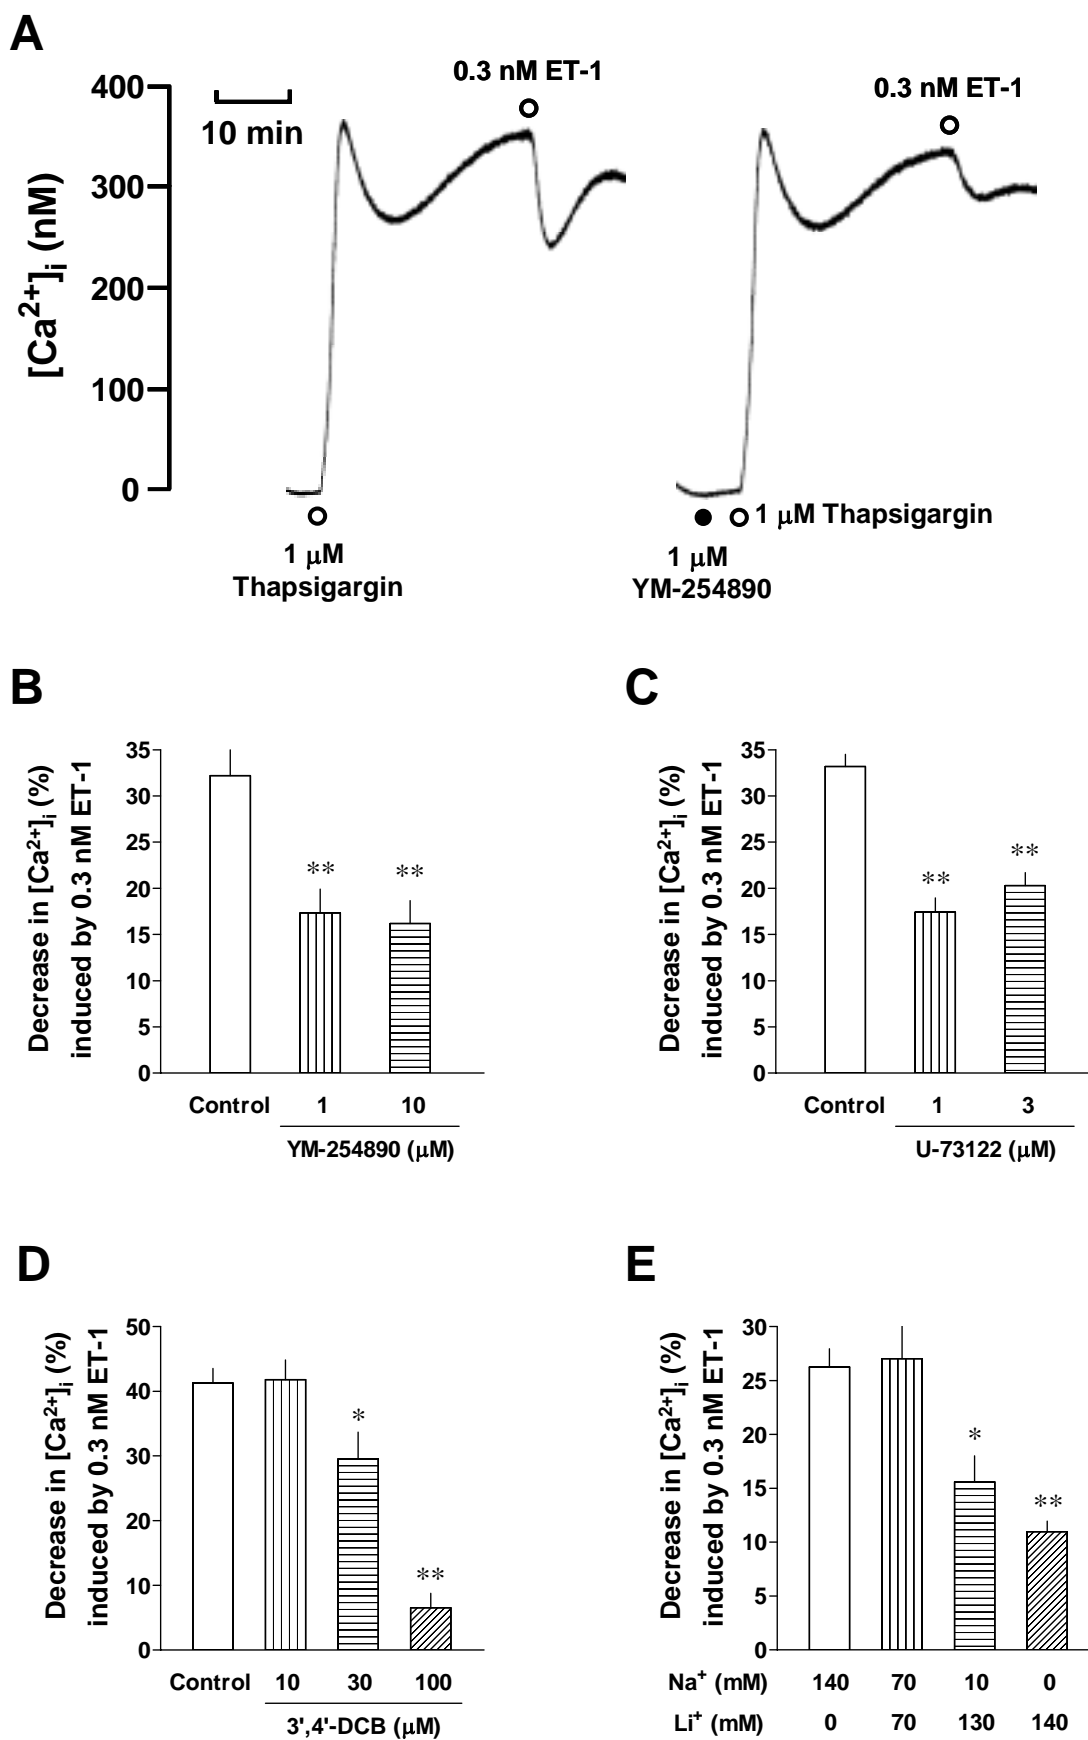 A
0.3 nM ET-1
0.3 nM ET-1
400
10 min
300
200
100
0
[Ca²⁺]ᵢ (nM)
1 μM Thapsigargin
1 μM
Thapsigargin
1 μM
YM-254890
B
Decrease in [Ca²⁺]ᵢ (%)
induced by 0.3 nM ET-1
35
30
25
20
15
10
5
0
**
**
Control 1 10
YM-254890 (μM)
C
Decrease in [Ca²⁺]ᵢ (%)
induced by 0.3 nM ET-1
35
30
25
20
15
10
5
0
**
**
Control 1 3
U-73122 (μM)
D
Decrease in [Ca²⁺]ᵢ (%)
induced by 0.3 nM ET-1
50
40
30
20
10
0
*
**
Control 10 30 100
3',4'-DCB (μM)
E
Decrease in [Ca²⁺]ᵢ (%)
induced by 0.3 nM ET-1
30
25
20
15
10
5
0
*
**
Na⁺ (mM) 140 70 10 0
Li⁺ (mM) 0 70 130 140